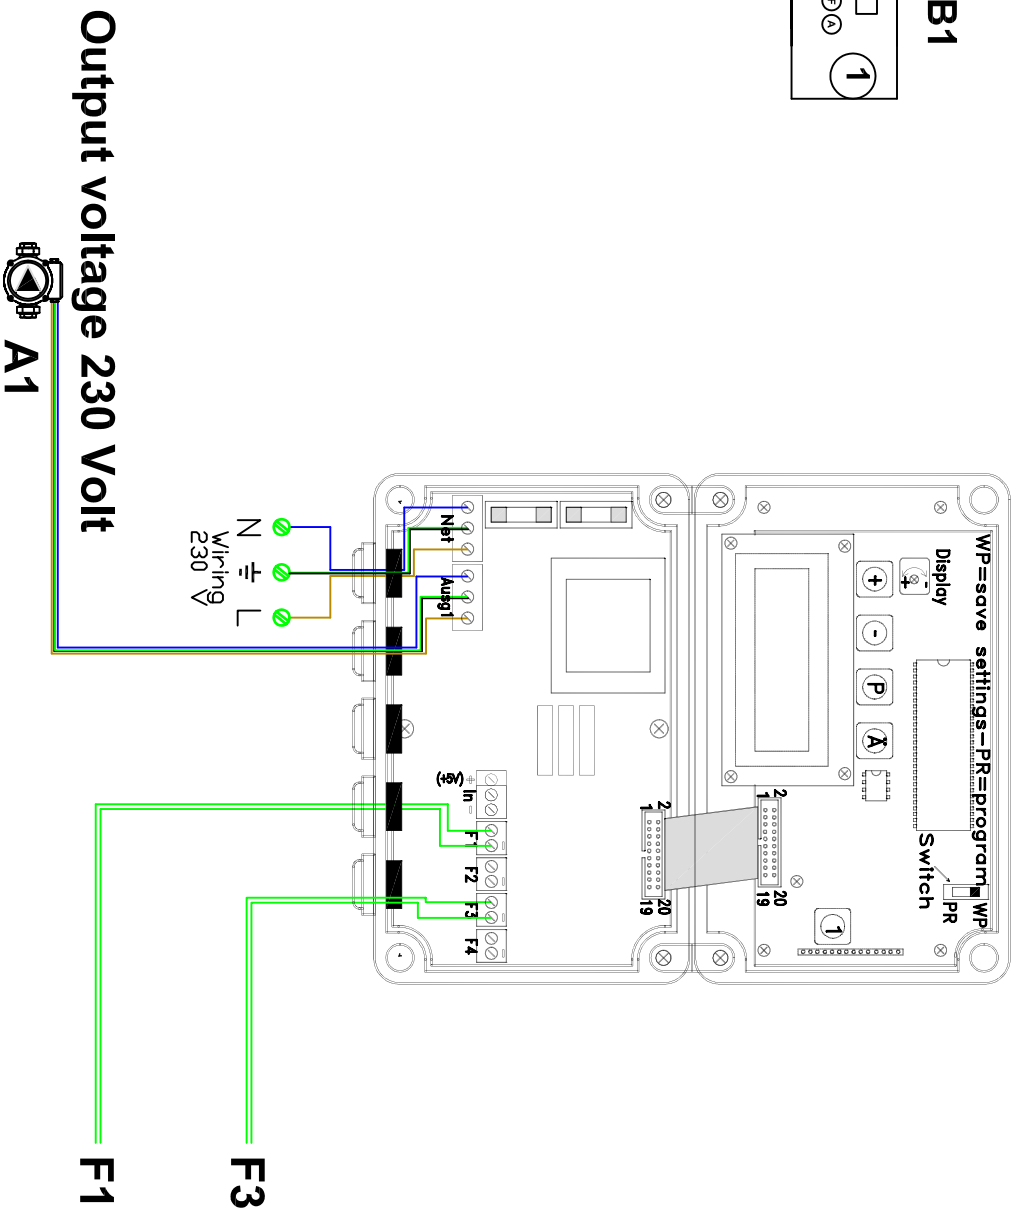 B1
F
A
1
Output voltage 230 Volt
A1
WP=save settings-PR=program
Display
-
+
+
-
P
Ä
Switch
WP
PR
1
2
1
20
19
2
1
20
19
Net
Ausg1
N
L
Wiring
230 V
(+5V)
+
In
-
F1
F2
F3
F4
F1
F3